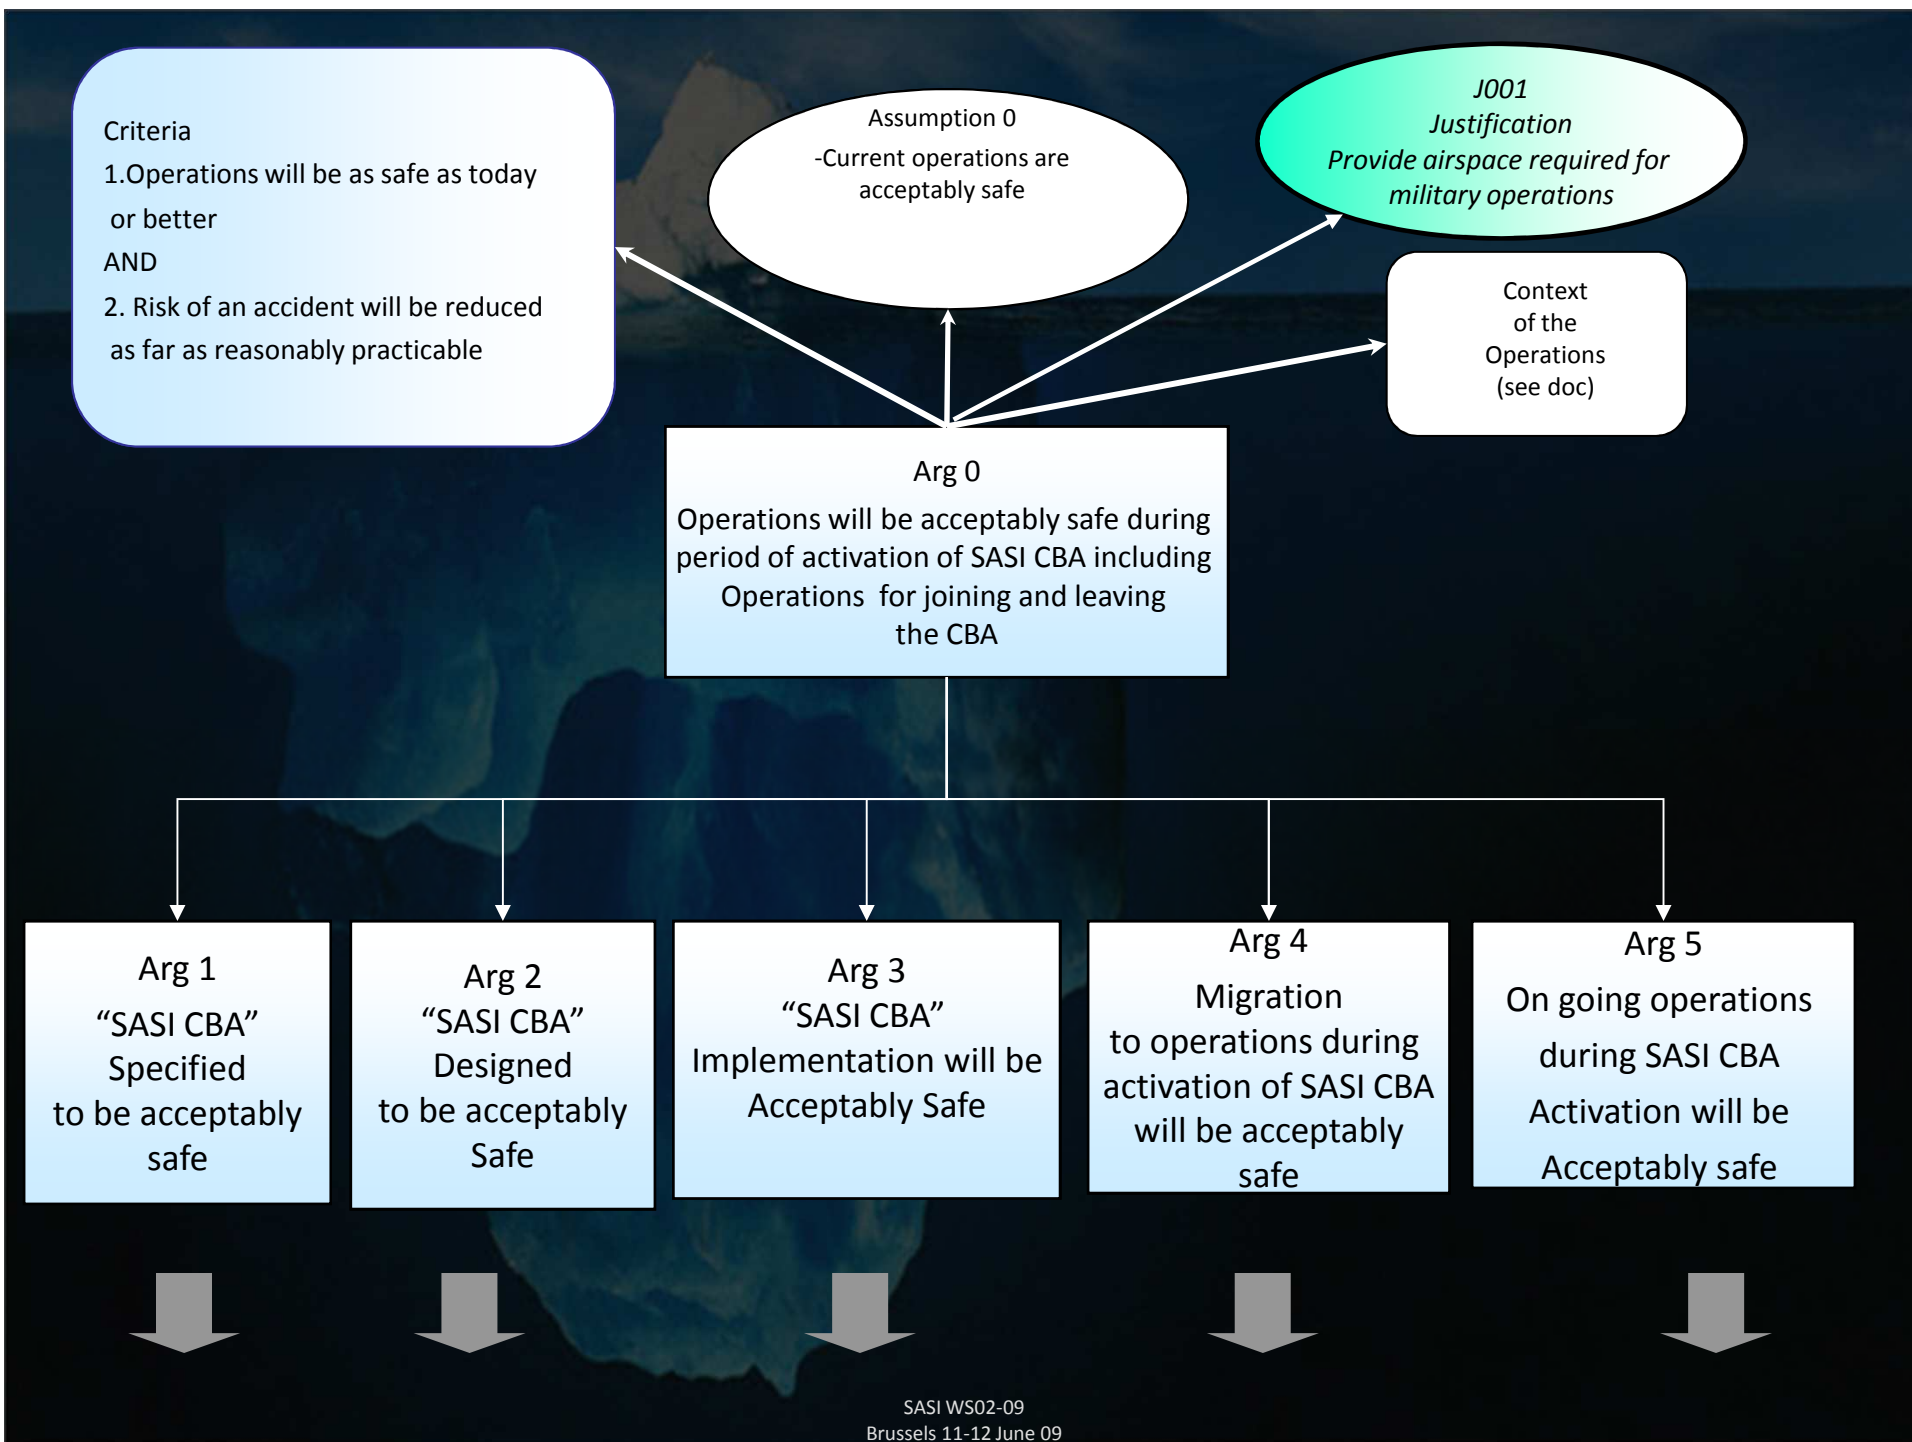 Criteria
1.Operations will be as safe as today
or better
AND
2. Risk of an accident will be reduced
as far as reasonably practicable
Assumption 0
-Current operations are
acceptably safe
J001
Justification
Provide airspace required for
military operations
Context
of the
Operations
(see doc)
Arg 0
Operations will be acceptably safe during
period of activation of SASI CBA including
Operations for joining and leaving
the CBA
Arg 1
“SASI CBA”
Specified
to be acceptably
safe
Arg 2
“SASI CBA”
Designed
to be acceptably
Safe
Arg 3
“SASI CBA”
Implementation will be
Acceptably Safe
Arg 4
Migration
to operations during
activation of SASI CBA
will be acceptably
safe
Arg 5
On going operations
during SASI CBA
Activation will be
Acceptably safe
SASI WS02-09
Brussels 11-12 June 09